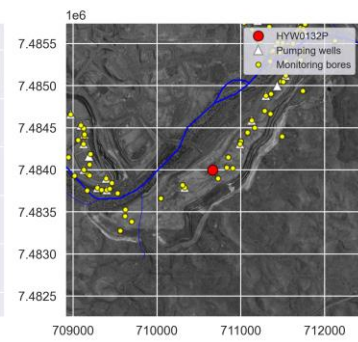 1e6
HYW0132P
Pumping wells
Monitoring bores
7.4855
7.4850
7.4845
7.4840
7.4835
7.4830
7.4825
709000
710000
711000
712000